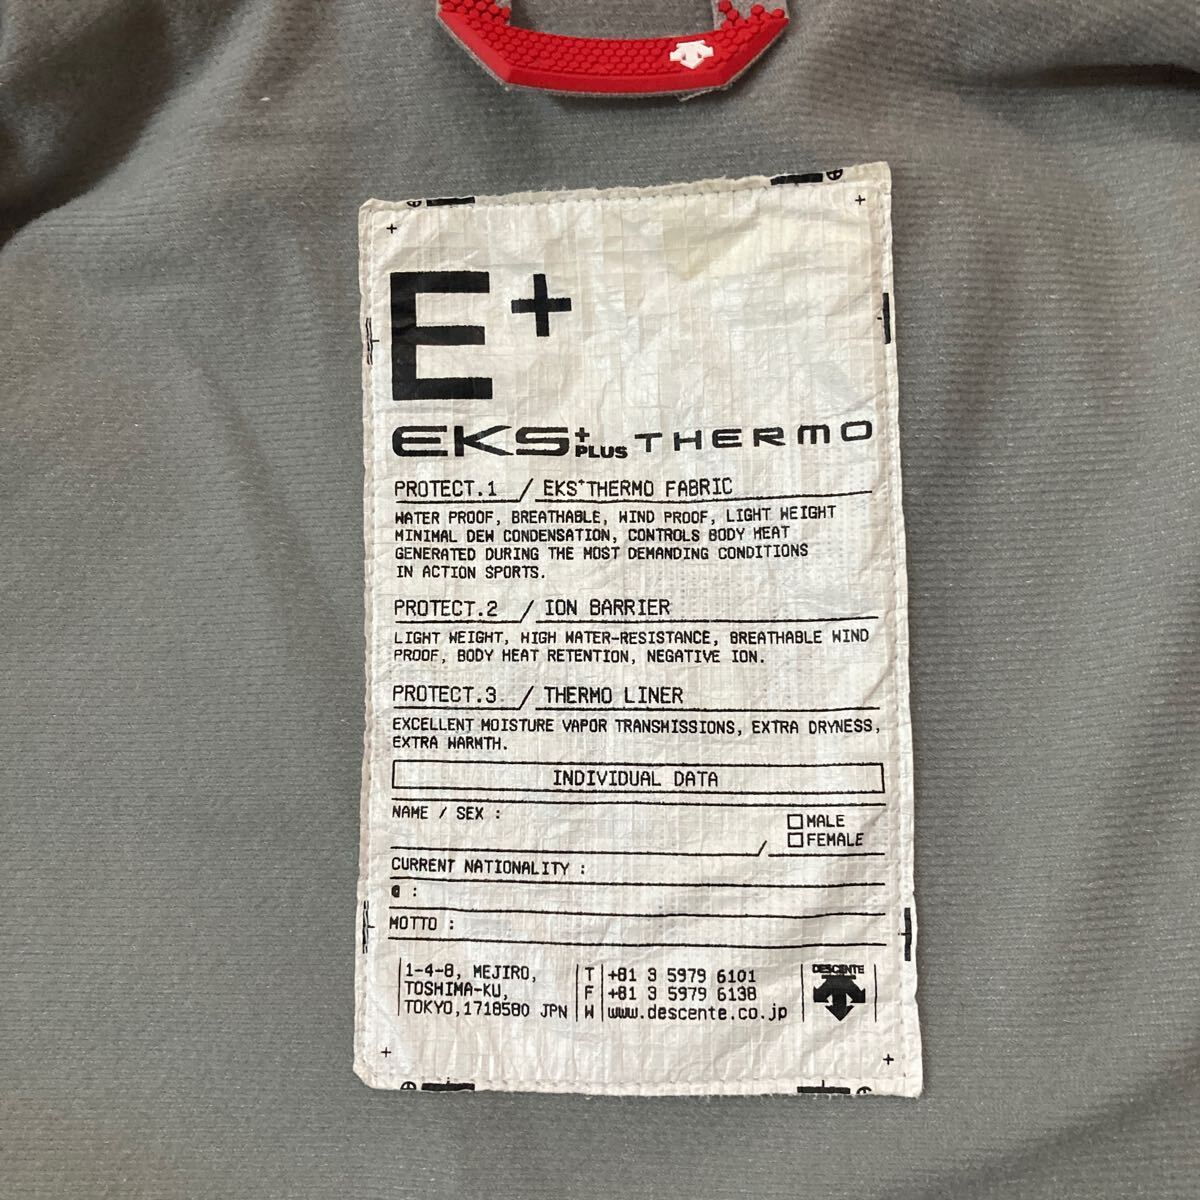 E+
EKS+ PLUS THERMO
PROTECT.1 / EKS+THERMO FABRIC
WATER PROOF, BREATHABLE, WIND PROOF, LIGHT WEIGHT
MINIMAL DEW CONDENSATION, CONTROLS BODY HEAT
GENERATED DURING THE MOST DEMANDING CONDITIONS
IN ACTION SPORTS.
PROTECT.2 / ION BARRIER
LIGHT WEIGHT, HIGH WATER-RESISTANCE, BREATHABLE WIND
PROOF, BODY HEAT RETENTION, NEGATIVE ION.
PROTECT.3 / THERMO LINER
EXCELLENT MOISTURE VAPOR TRANSMISSIONS, EXTRA DRYNESS,
EXTRA WARMTH.
INDIVIDUAL DATA
NAME / SEX :
□MALE
□FEMALE
/
CURRENT NATIONALITY :
@ :
MOTTO :
1-4-8, MEJIRO,
TOSHIMA-KU,
TOKYO,1718580 JPN
T +81 3 5979 6101
F +81 3 5979 6138
W www.descente.co.jp
DESCENTE